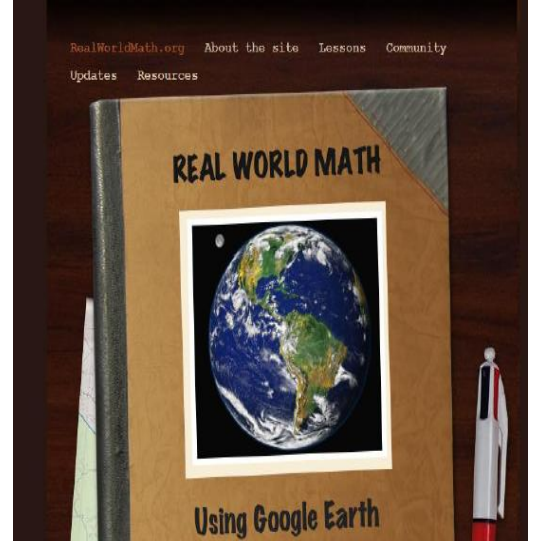 RealWorldMath.org About the site Lessons Community
Updates Resources
REAL WORLD MATH
Using Google Earth